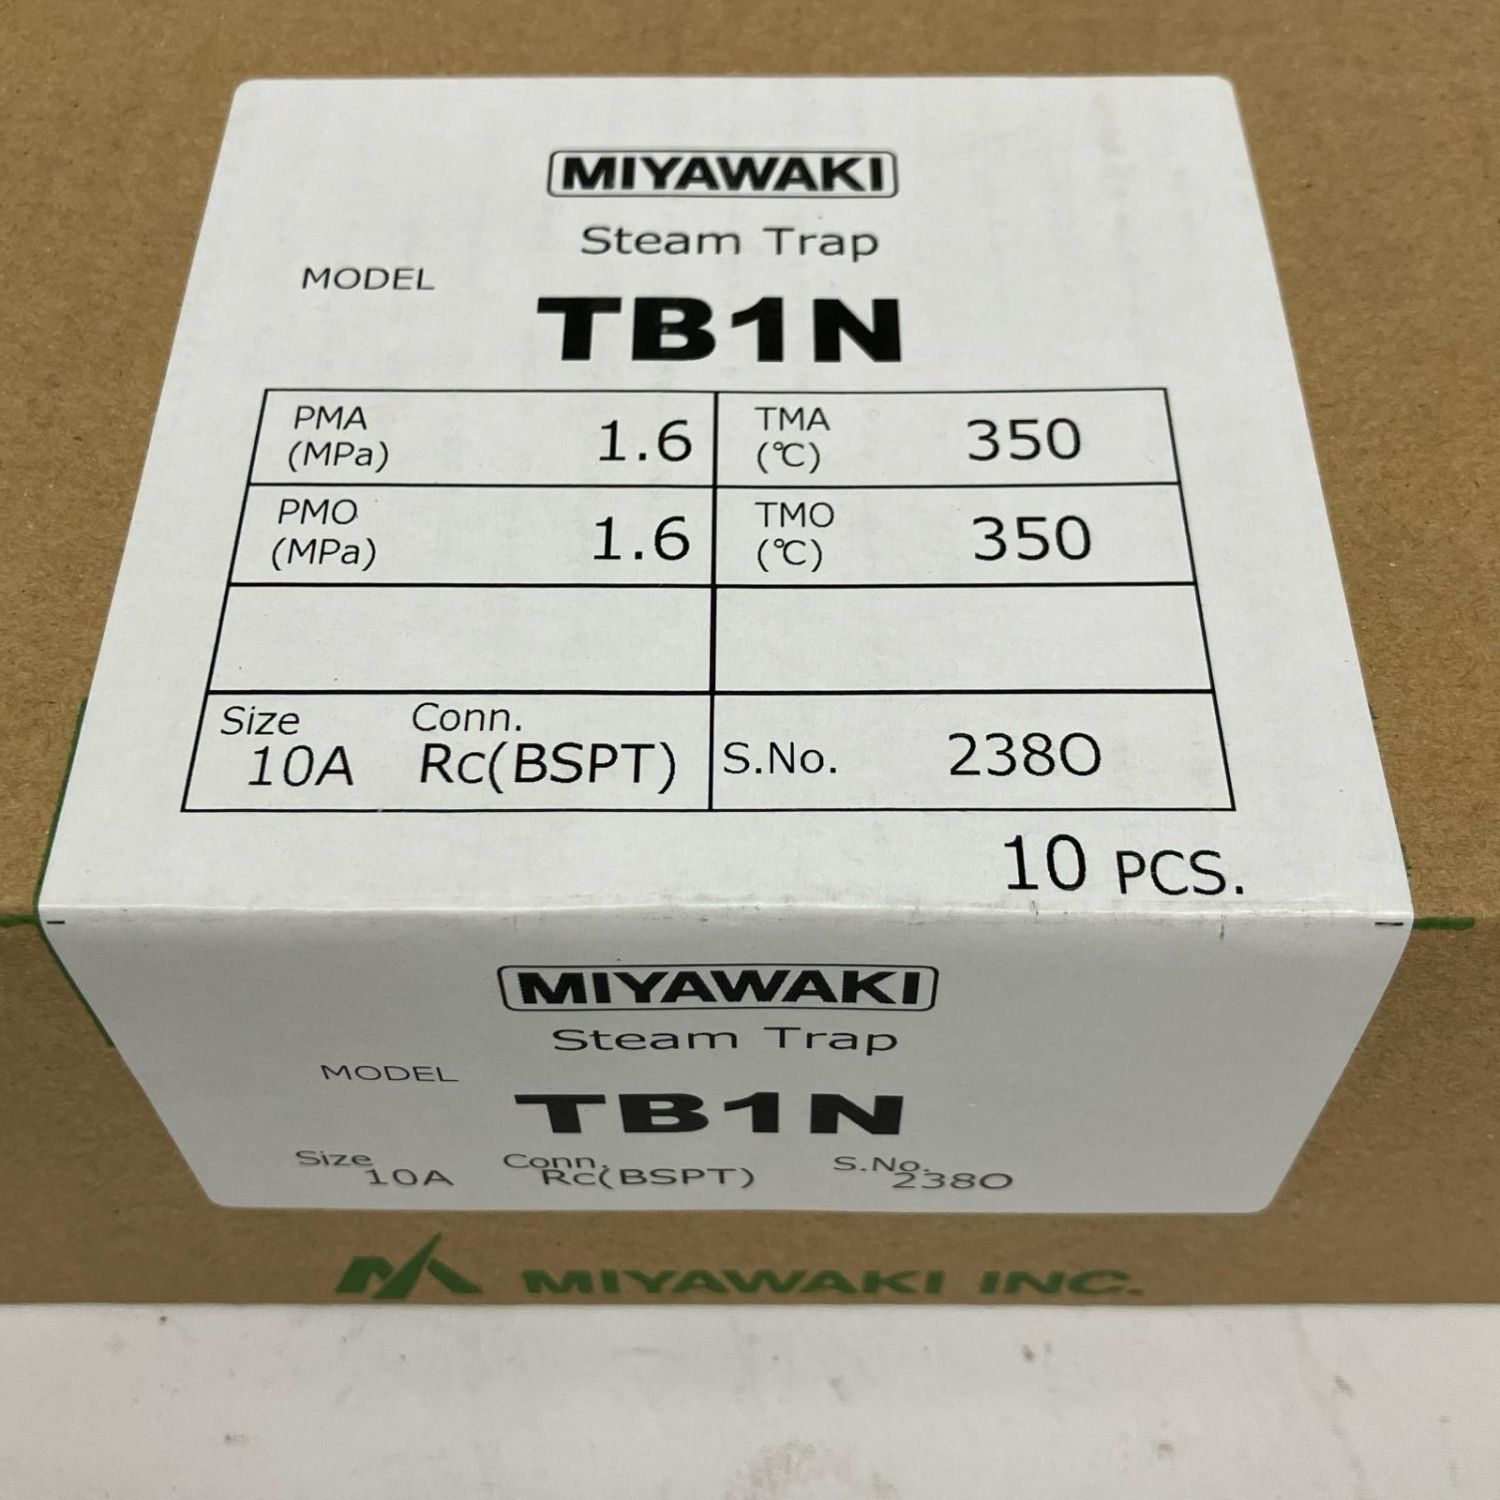 MIYAWAKI
Steam Trap
MODEL
TB1N
PMA (MPa) 1.6 TMA (℃) 350
PMO (MPa) 1.6 TMO (℃) 350
Size 10A Conn. Rc(BSPT) S.No. 238O
10 PCS.
MIYAWAKI
Steam Trap
MODEL
TB1N
Size 10A Conn. Rc(BSPT) S.No. 238O
MIYAWAKI INC.